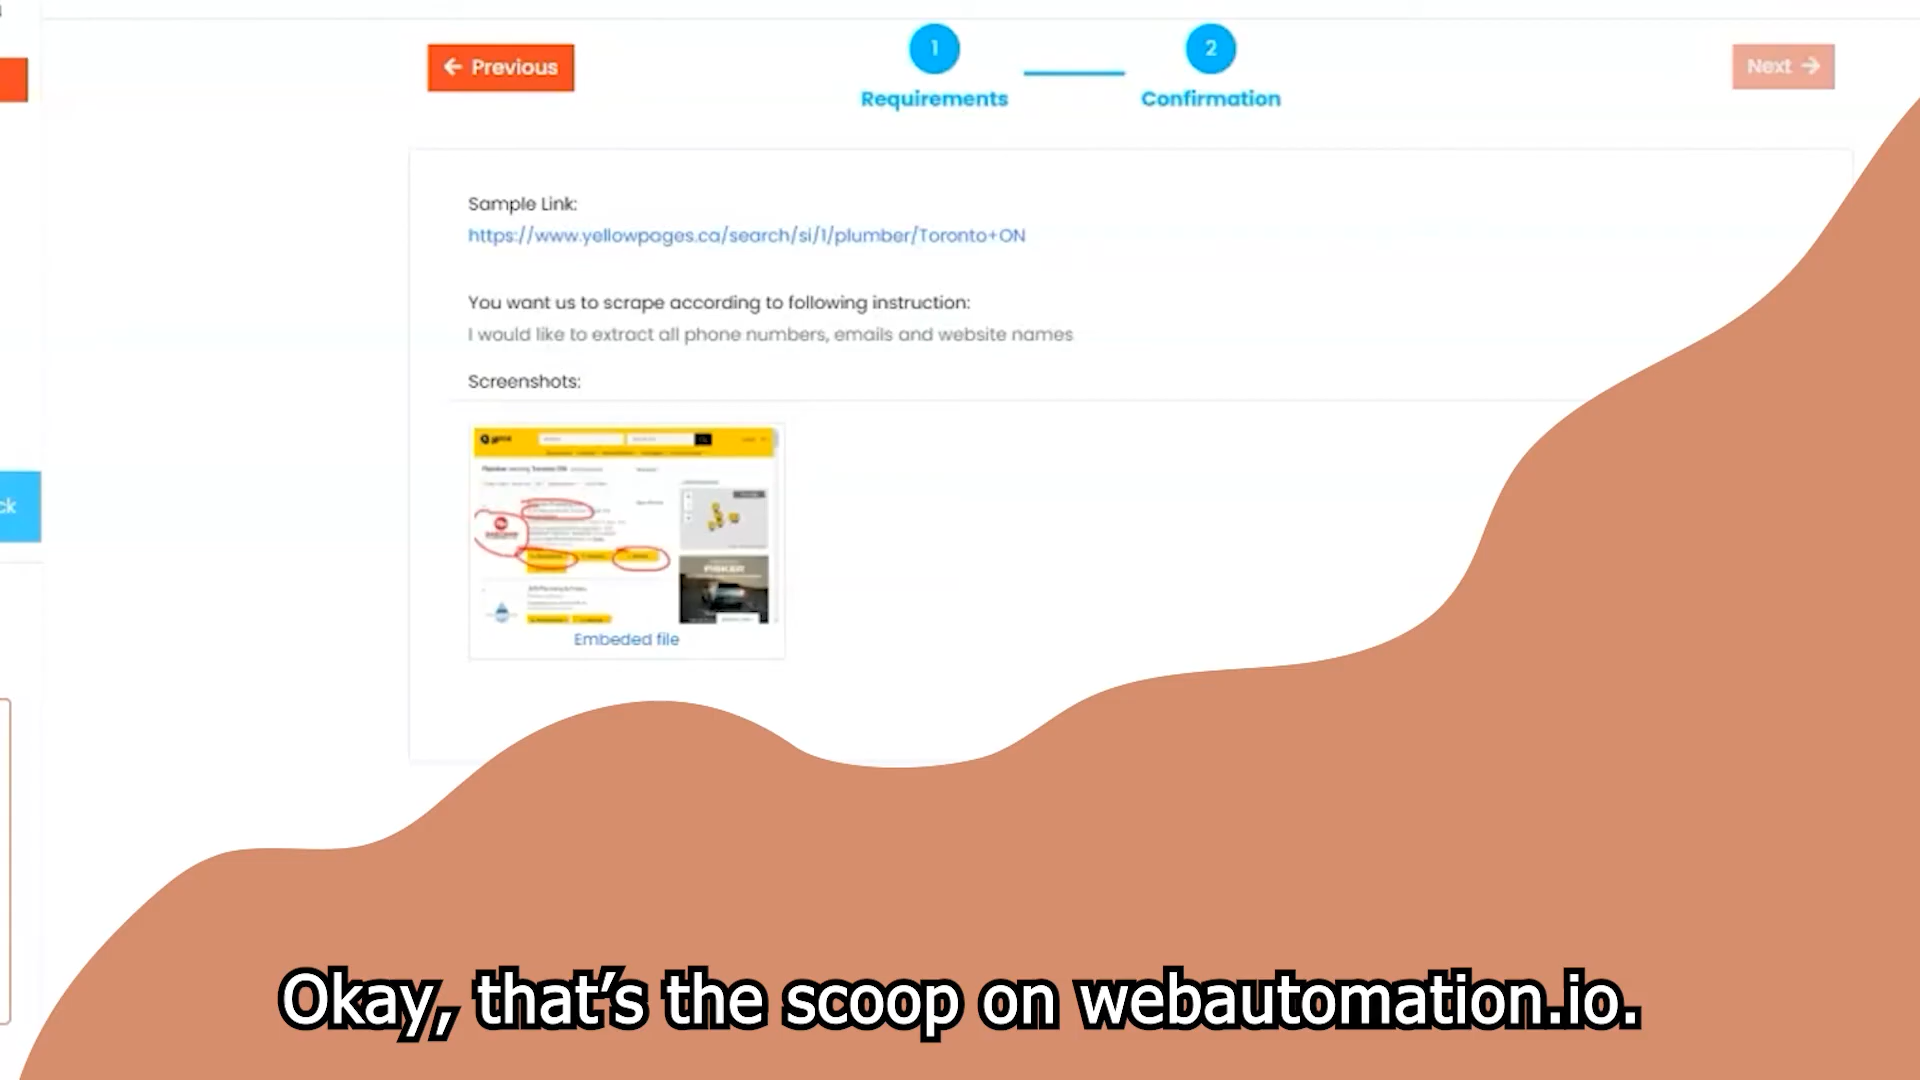 Previous
1
2
Next
Requirements
Confirmation
Sample Link:
https://www.yellowpages.ca/search/si/1/plumber/Toronto+ON
You want us to scrape according to following instruction:
I would like to extract all phone numbers, emails and website names
Screenshots:
ck
FISKER
Embeded file
Okay, that’s the scoop on webautomation.io.